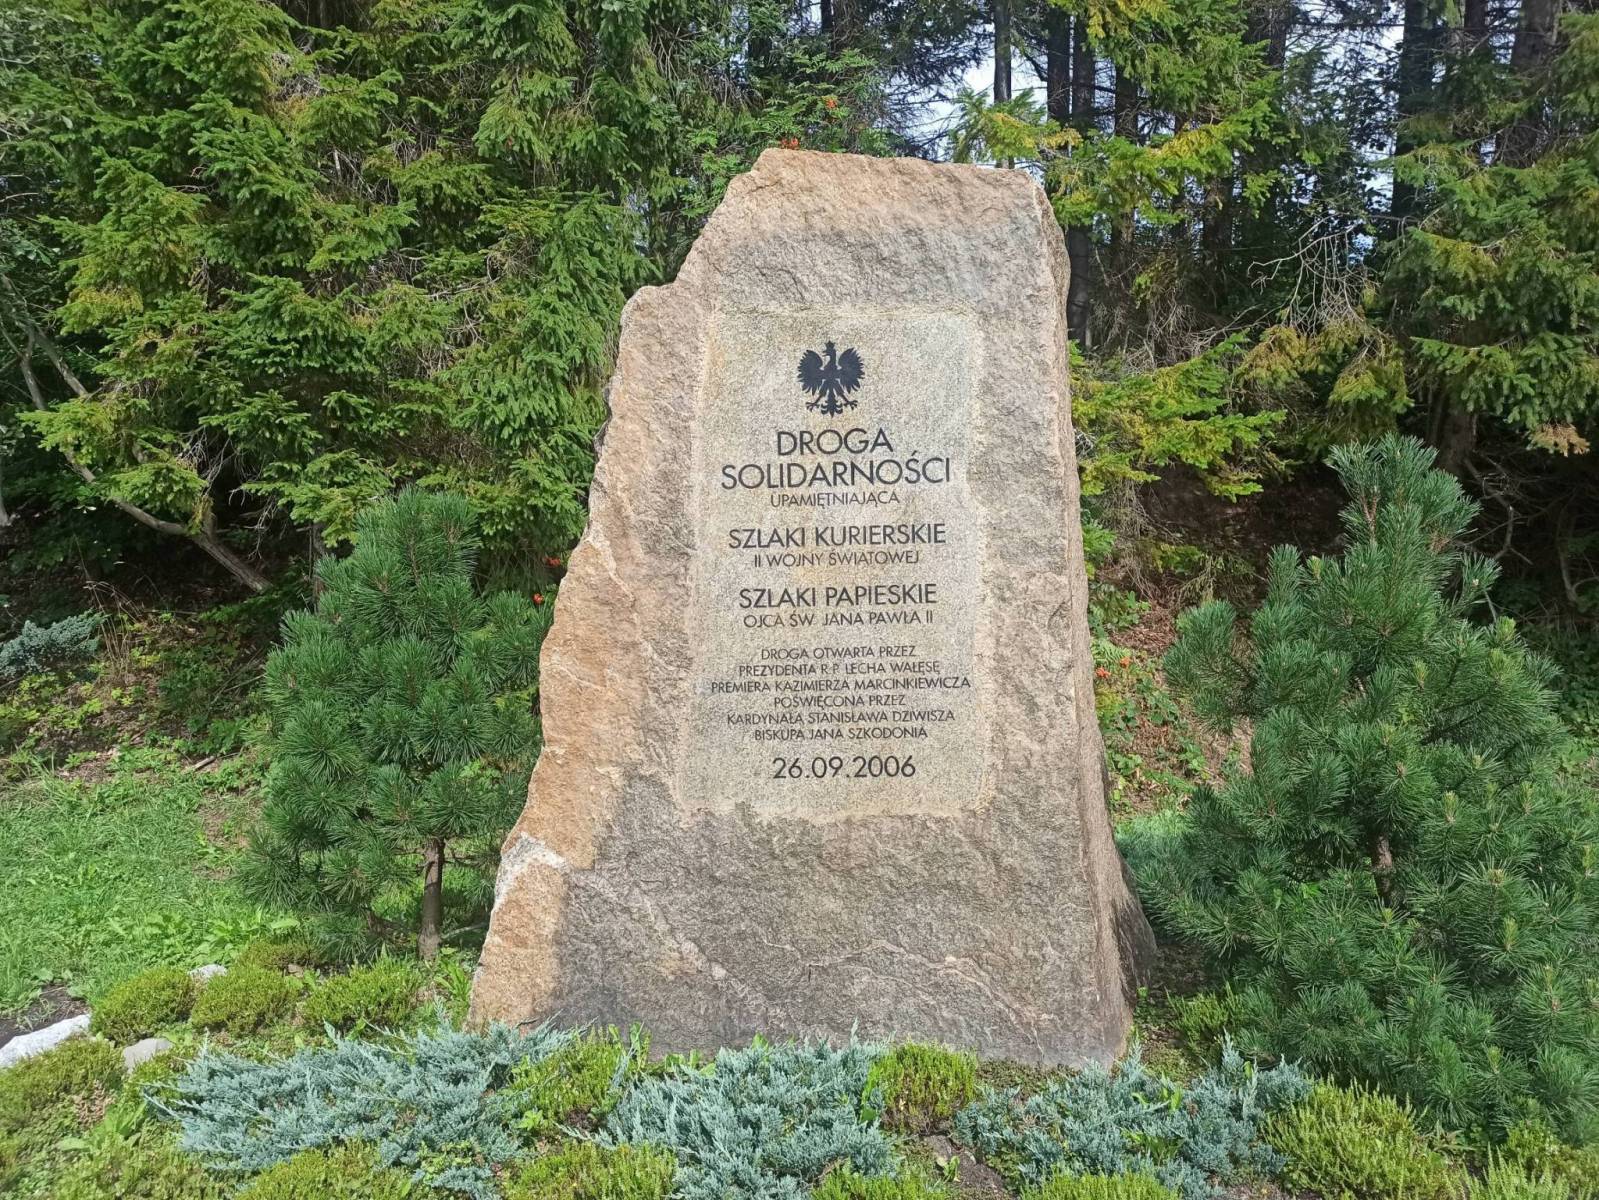 DROGA
SOLIDARNOŚCI
UPAMIĘTNIAJĄCA
SZLAKI KURIERSKIE
II WOJNY ŚWIATOWEJ
SZLAKI PAPIESKIE
OJCA ŚW. JANA PAWŁA II
DROGA OTWARTA PRZEZ
PREZYDENTA R.P. LECHA WAŁĘSĘ
PREMIERA KAZIMIERZA MARCINKIEWICZA
POŚWIĘCONA PRZEZ
KARDYNAŁA STANISŁAWA DZIWISZA
BISKUPA JANA SZKODONIA
26.09.2006